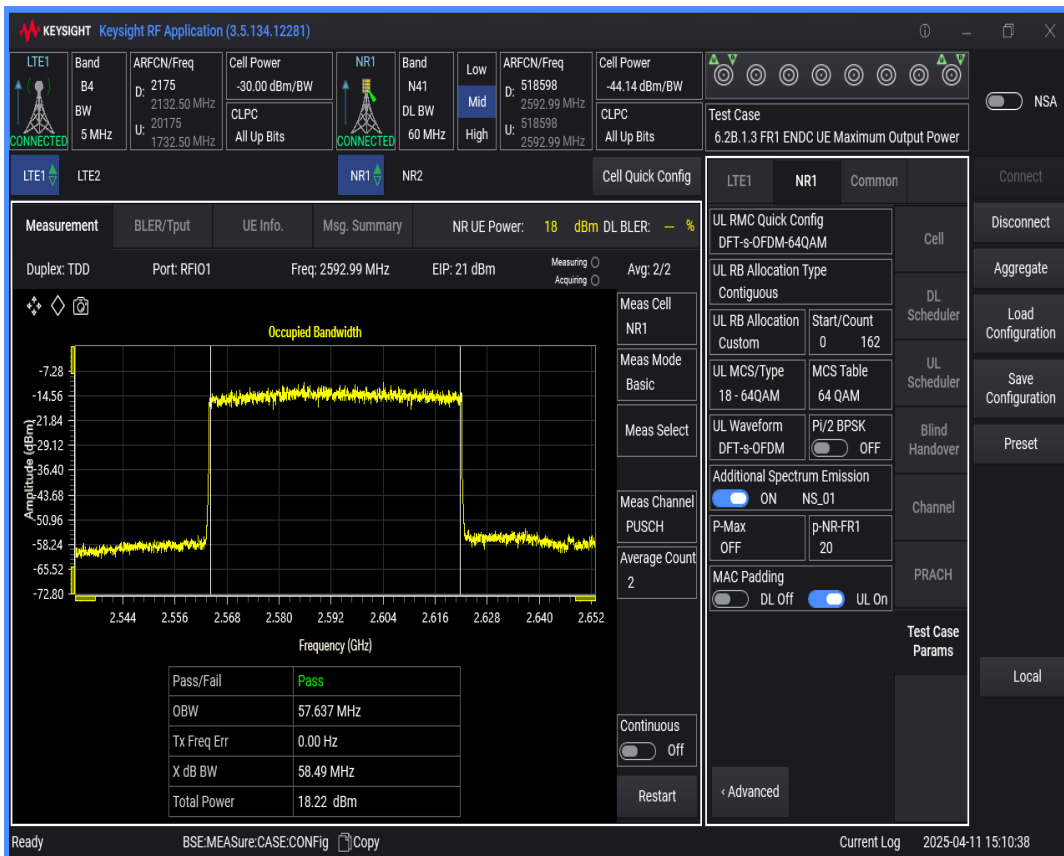 KEYSIGHT Keysight RF Application (3.5.134.12281)
LTE1
CONNECTED
Band
B4
BW
5 MHz
ARFCN/Freq
D: 2175
2132.50 MHz
U: 20175
1732.50 MHz
Cell Power
-30.00 dBm/BW
CLPC
All Up Bits
NR1
CONNECTED
Band
N41
DL BW
60 MHz
Low
Mid
High
ARFCN/Freq
D: 518598
2592.99 MHz
U: 518598
2592.99 MHz
Cell Power
-44.14 dBm/BW
CLPC
All Up Bits
Test Case
6.2B.1.3 FR1 ENDC UE Maximum Output Power
NSA
LTE1 LTE2 NR1 NR2 Cell Quick Config
Measurement BLER/Tput UE Info. Msg. Summary NR UE Power: 18 dBm DL BLER: — %
Duplex: TDD Port: RFIO1 Freq: 2592.99 MHz EIP: 21 dBm Measuring Avg: 2/2
Acquiring
Occupied Bandwidth
Amplitude (dBm)
-7.28
-14.56
-21.84
-29.12
-36.40
-43.68
-50.96
-58.24
-65.52
-72.80
2.544 2.556 2.568 2.580 2.592 2.604 2.616 2.628 2.640 2.652
Frequency (GHz)
Pass/Fail Pass
OBW 57.637 MHz
Tx Freq Err 0.00 Hz
X dB BW 58.49 MHz
Total Power 18.22 dBm
Meas Cell
NR1
Meas Mode
Basic
Meas Select
Meas Channel
PUSCH
Average Count
2
Continuous
Off
Restart
LTE1 NR1 Common
UL RMC Quick Config
DFT-s-OFDM-64QAM
UL RB Allocation Type
Contiguous
UL RB Allocation
Custom
Start/Count
0 162
UL MCS/Type
18 - 64QAM
MCS Table
64 QAM
UL Waveform
DFT-s-OFDM
Pi/2 BPSK
OFF
Additional Spectrum Emission
ON NS_01
P-Max
OFF
p-NR-FR1
20
MAC Padding
DL Off UL On
‹ Advanced
Cell
DL
Scheduler
UL
Scheduler
Blind
Handover
Channel
PRACH
Test Case
Params
Connect
Disconnect
Aggregate
Load
Configuration
Save
Configuration
Preset
Local
Ready BSE:MEASure:CASE:CONFig Copy Current Log 2025-04-11 15:10:38